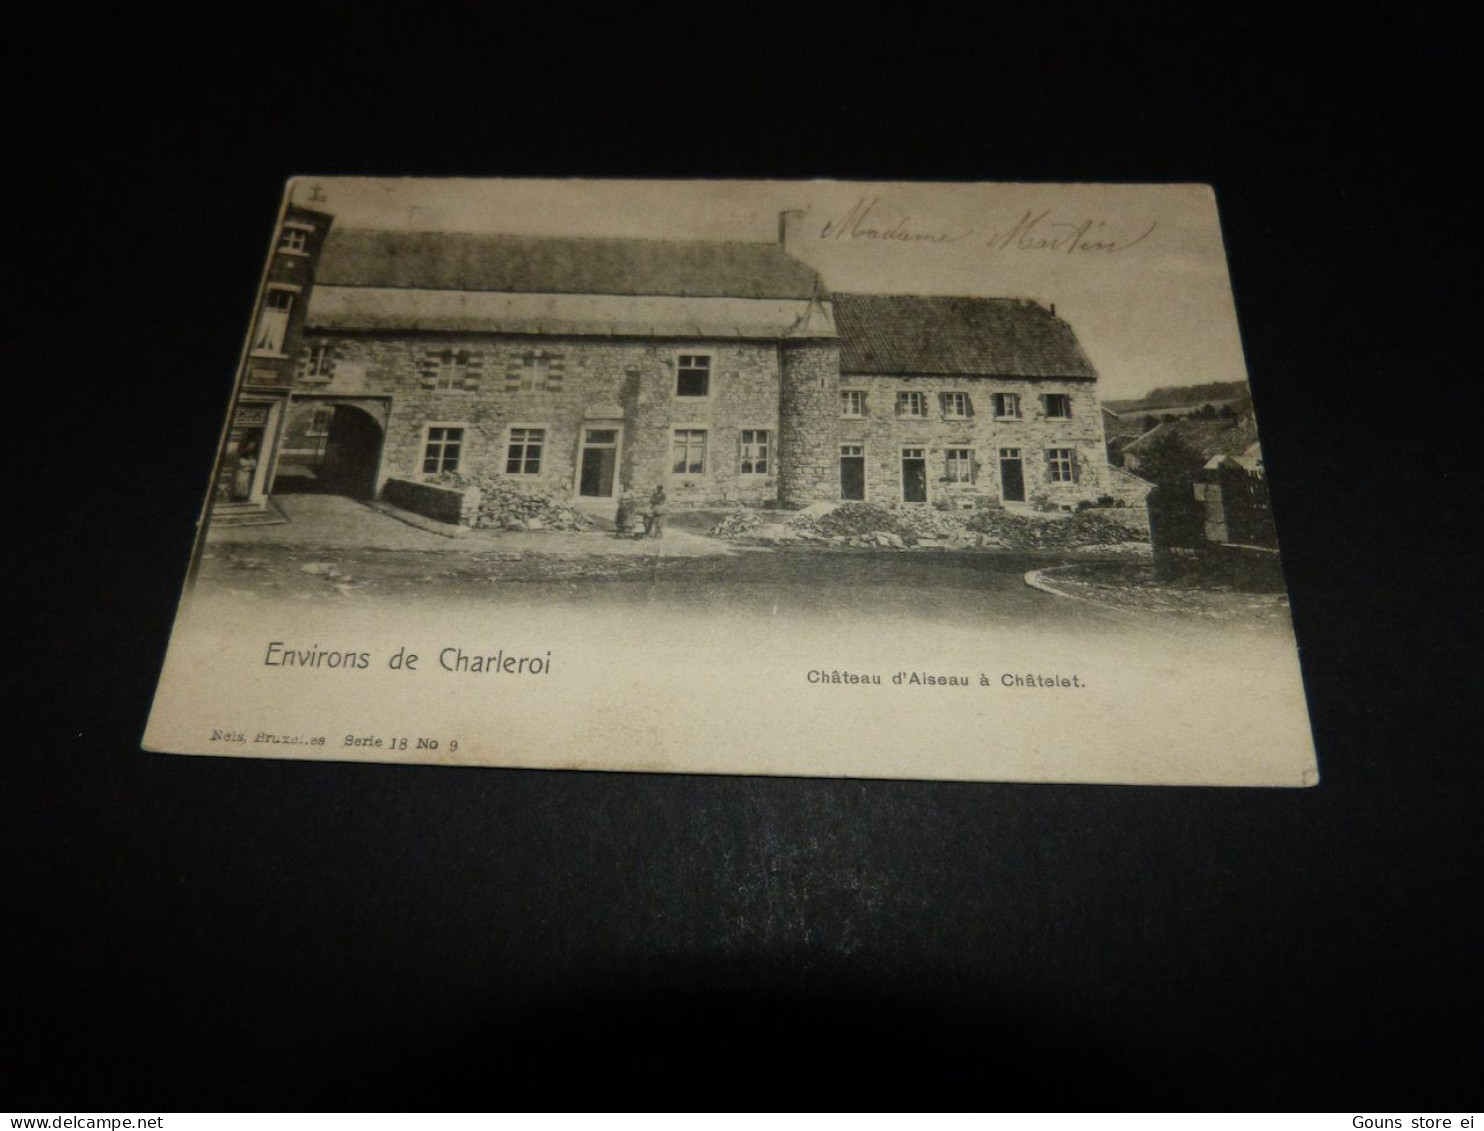 Madame Martin
Environs de Charleroi
Château d'Aiseau à Châtelet.
Nels, Bruxelles Serie 18 No 9
www.delcampe.net
Gouns store ei